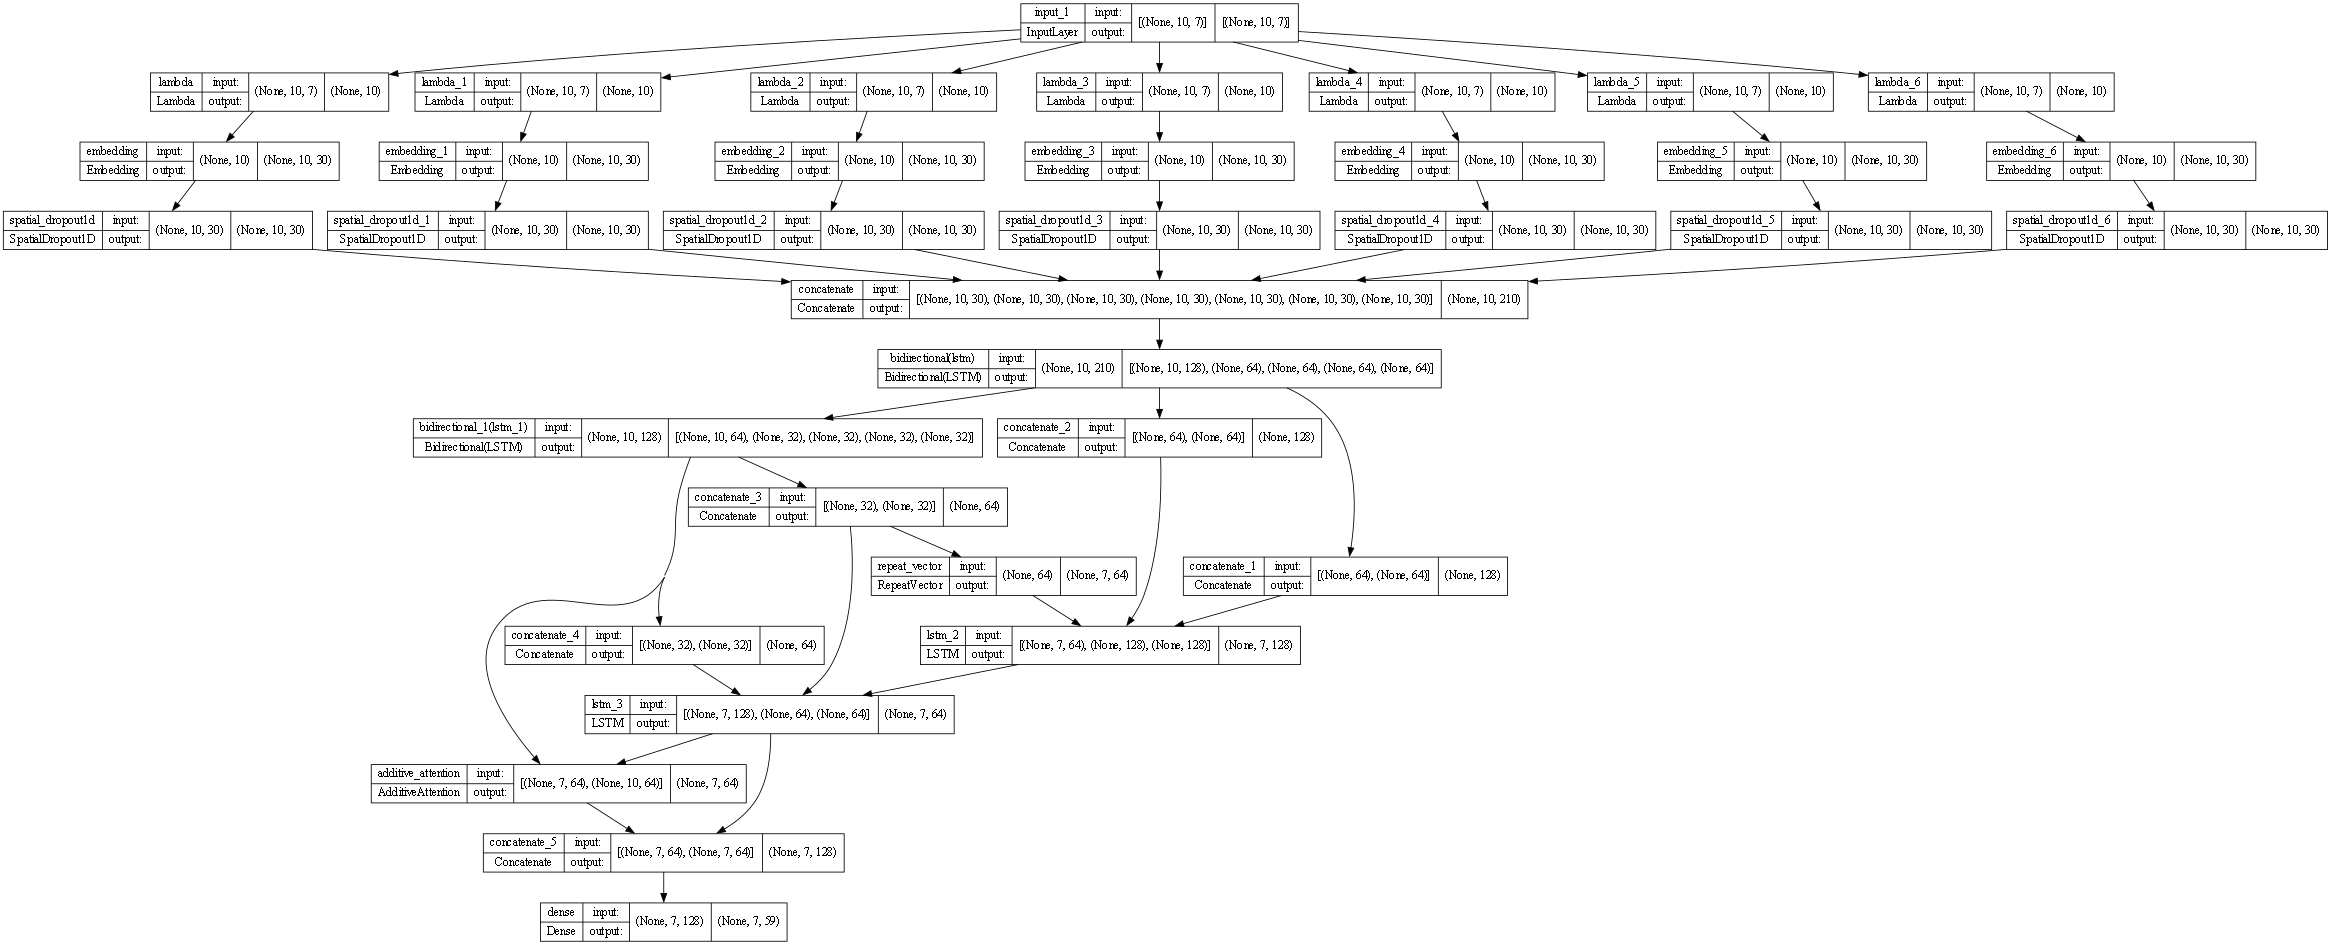 input_1 input: [(None, 10, 7)] [(None, 10, 7)]
InputLayer output:
lambda input: (None, 10, 7) (None, 10)
Lambda output:
lambda_1 input: (None, 10, 7) (None, 10)
Lambda output:
lambda_2 input: (None, 10, 7) (None, 10)
Lambda output:
lambda_3 input: (None, 10, 7) (None, 10)
Lambda output:
lambda_4 input: (None, 10, 7) (None, 10)
Lambda output:
lambda_5 input: (None, 10, 7) (None, 10)
Lambda output:
lambda_6 input: (None, 10, 7) (None, 10)
Lambda output:
embedding input: (None, 10) (None, 10, 30)
Embedding output:
embedding_1 input: (None, 10) (None, 10, 30)
Embedding output:
embedding_2 input: (None, 10) (None, 10, 30)
Embedding output:
embedding_3 input: (None, 10) (None, 10, 30)
Embedding output:
embedding_4 input: (None, 10) (None, 10, 30)
Embedding output:
embedding_5 input: (None, 10) (None, 10, 30)
Embedding output:
embedding_6 input: (None, 10) (None, 10, 30)
Embedding output:
spatial_dropout1d input: (None, 10, 30) (None, 10, 30)
SpatialDropout1D output:
spatial_dropout1d_1 input: (None, 10, 30) (None, 10, 30)
SpatialDropout1D output:
spatial_dropout1d_2 input: (None, 10, 30) (None, 10, 30)
SpatialDropout1D output:
spatial_dropout1d_3 input: (None, 10, 30) (None, 10, 30)
SpatialDropout1D output:
spatial_dropout1d_4 input: (None, 10, 30) (None, 10, 30)
SpatialDropout1D output:
spatial_dropout1d_5 input: (None, 10, 30) (None, 10, 30)
SpatialDropout1D output:
spatial_dropout1d_6 input: (None, 10, 30) (None, 10, 30)
SpatialDropout1D output:
concatenate input: [(None, 10, 30), (None, 10, 30), (None, 10, 30), (None, 10, 30), (None, 10, 30), (None, 10, 30), (None, 10, 30)] (None, 10, 210)
Concatenate output:
bidirectional(lstm) input: (None, 10, 210) [(None, 10, 128), (None, 64), (None, 64), (None, 64), (None, 64)]
Bidirectional(LSTM) output:
bidirectional_1(lstm_1) input: (None, 10, 128) [(None, 10, 64), (None, 32), (None, 32), (None, 32), (None, 32)]
Bidirectional(LSTM) output:
concatenate_2 input: [(None, 64), (None, 64)] (None, 128)
Concatenate output:
concatenate_3 input: [(None, 32), (None, 32)] (None, 64)
Concatenate output:
repeat_vector input: (None, 64) (None, 7, 64)
RepeatVector output:
concatenate_1 input: [(None, 64), (None, 64)] (None, 128)
Concatenate output:
concatenate_4 input: [(None, 32), (None, 32)] (None, 64)
Concatenate output:
lstm_2 input: [(None, 7, 64), (None, 128), (None, 128)] (None, 7, 128)
LSTM output:
lstm_3 input: [(None, 7, 128), (None, 64), (None, 64)] (None, 7, 64)
LSTM output:
additive_attention input: [(None, 7, 64), (None, 10, 64)] (None, 7, 64)
AdditiveAttention output:
concatenate_5 input: [(None, 7, 64), (None, 7, 64)] (None, 7, 128)
Concatenate output:
dense input: (None, 7, 128) (None, 7, 59)
Dense output: